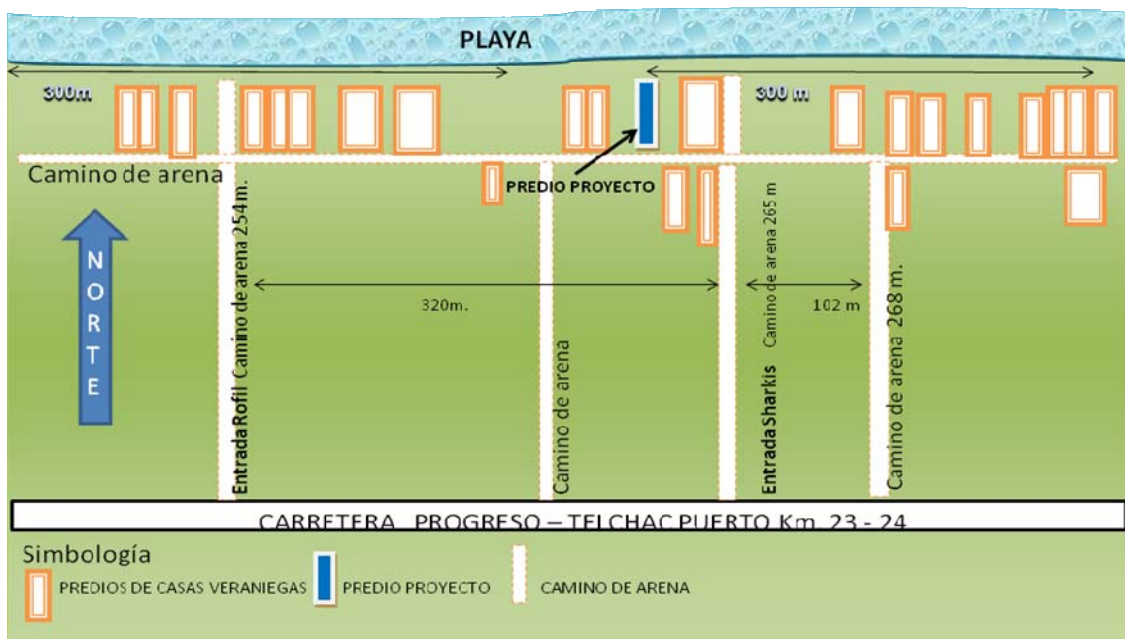 PLAYA
300m
300 m
Camino de arena
PREDIO PROYECTO
NORTE
Entrada Rofil Camino de arena 254m.
320m.
Camino de arena
Entrada Sharkis Camino de arena 265 m
102 m
Camino de arena 268 m.
CARRETERA PROGRESO – TELCHAC PUERTO Km 23 - 24
Simbología
PREDIOS DE CASAS VERANIEGAS
PREDIO PROYECTO
CAMINO DE ARENA